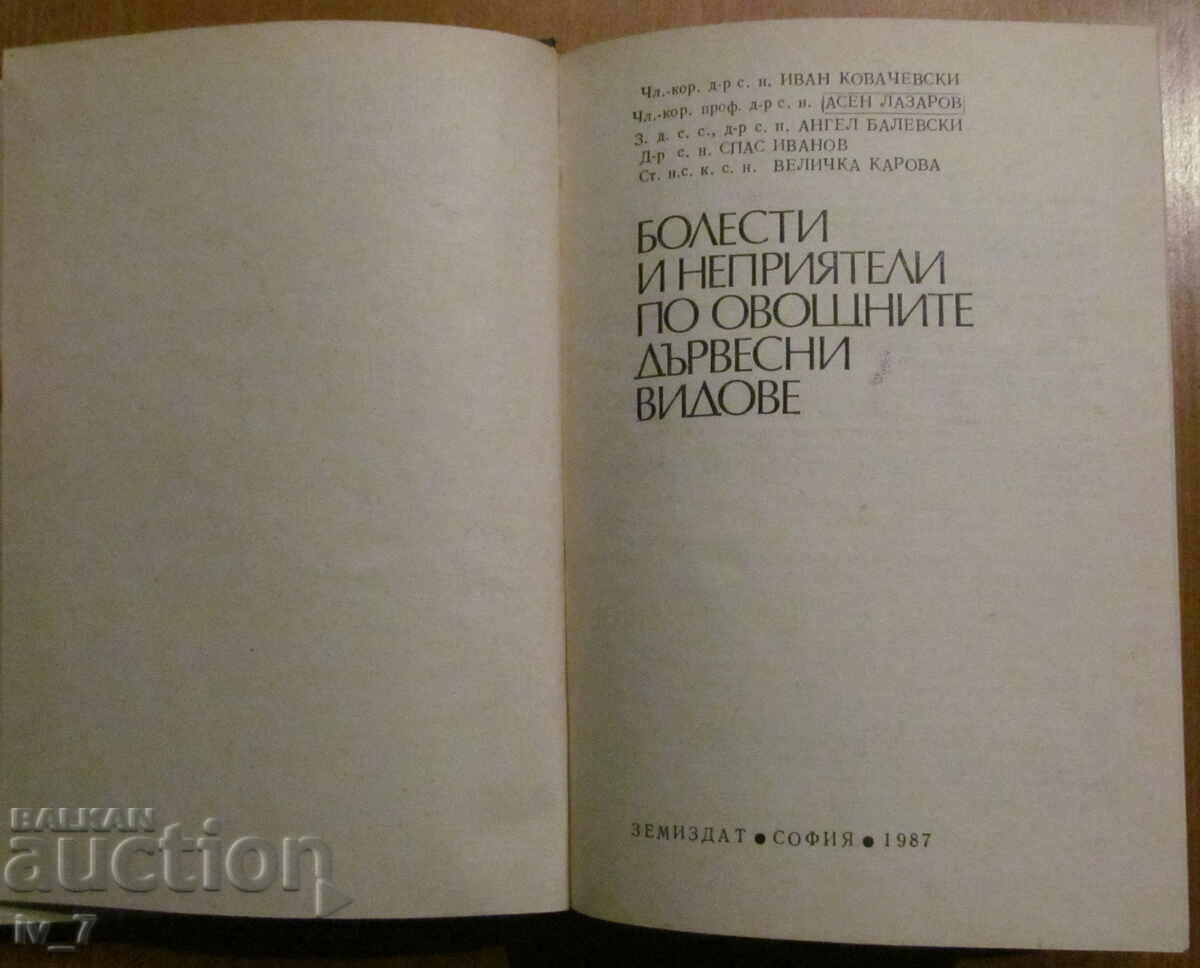 Чл.-кор. д-р с. н. ИВАН КОВАЧЕВСКИ
Чл.-кор. проф. д-р с. н. АСЕН ЛАЗАРОВ
З. д. с. с., д-р с. н. АНГЕЛ БАЛЕВСКИ
Д-р с. н. СПАС ИВАНОВ
Ст. н.с. к. с. н. ВЕЛИЧКА КАРОВА
БОЛЕСТИ
И НЕПРИЯТЕЛИ
ПО ОВОЩНИТЕ
ДЪРВЕСНИ
ВИДОВЕ
ЗЕМИЗДАТ ● СОФИЯ ● 1987
BALKAN
auction
iv_7